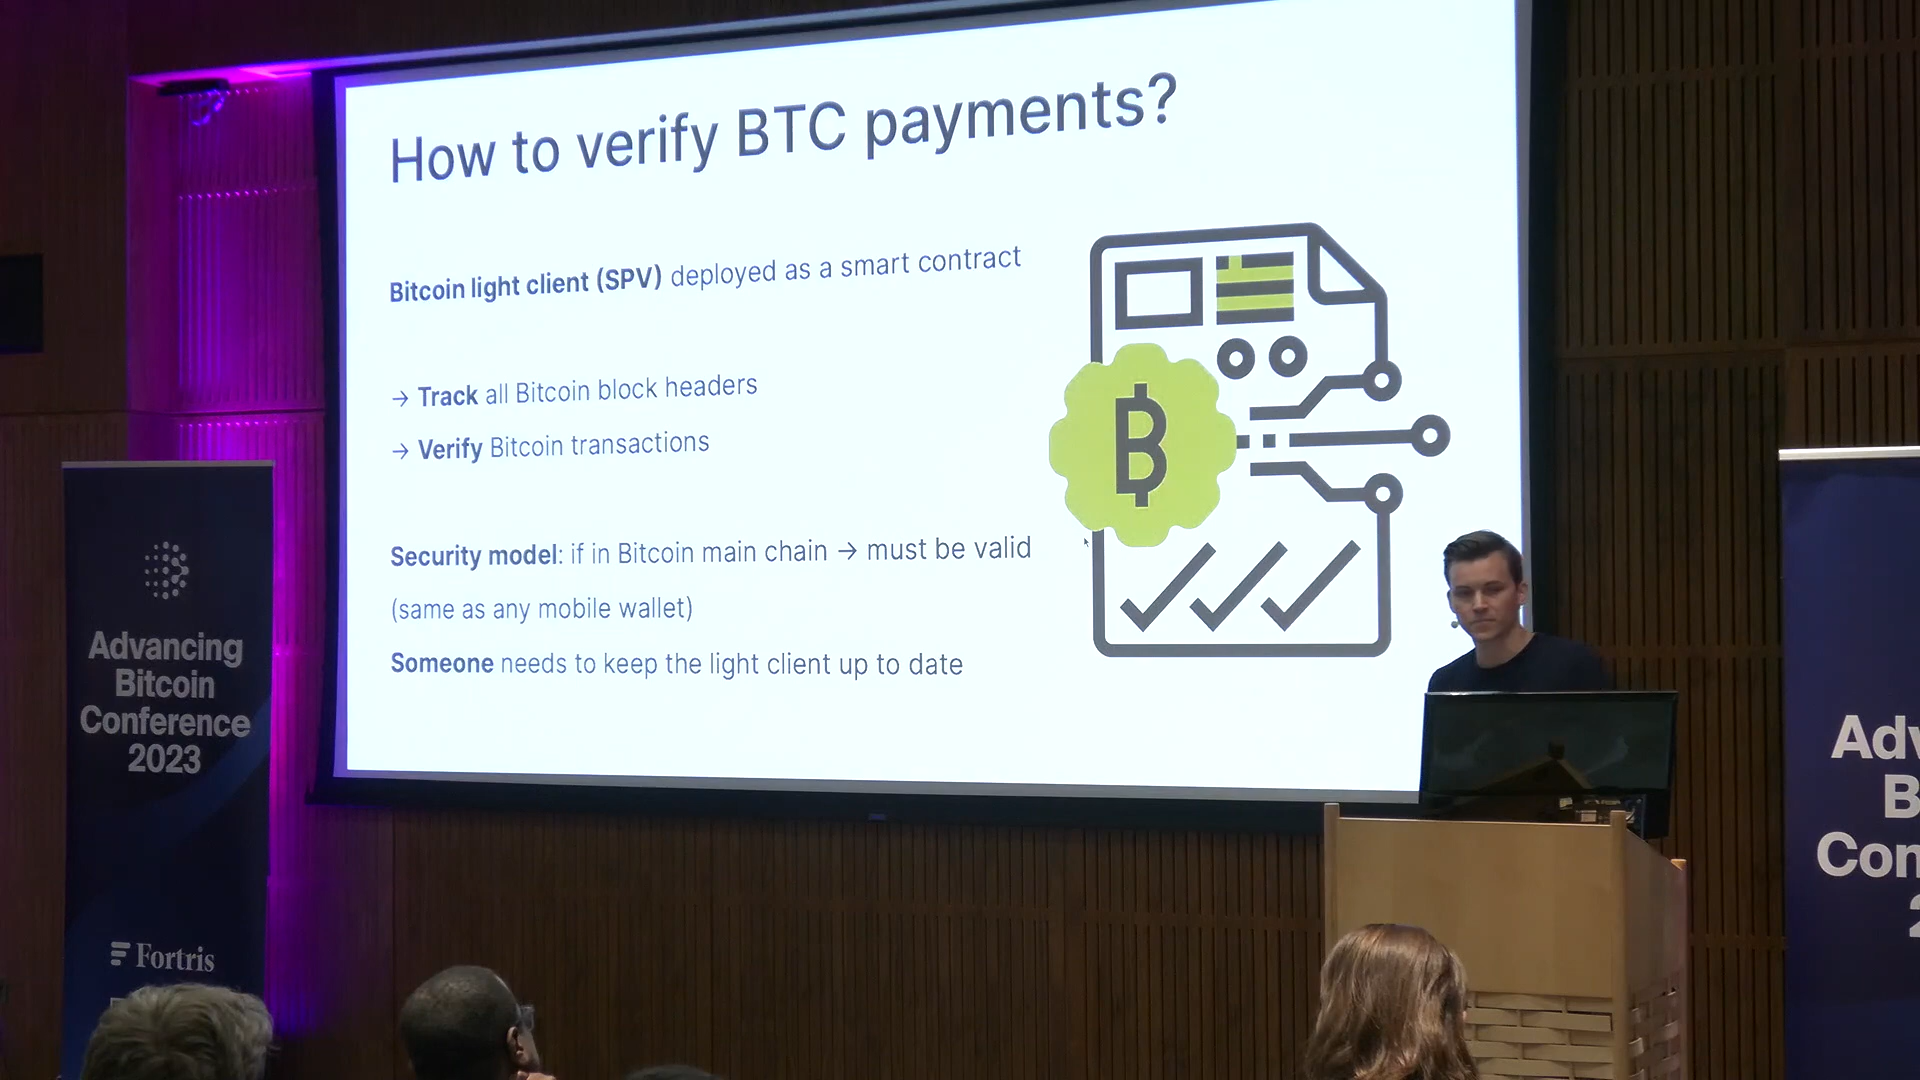 How to verify BTC payments?
Bitcoin light client (SPV) deployed as a smart contract
→ Track all Bitcoin block headers
→ Verify Bitcoin transactions
Security model: if in Bitcoin main chain → must be valid
(same as any mobile wallet)
Someone needs to keep the light client up to date
Advancing
Bitcoin
Conference
2023
Fortris
Adv
B
Con
2